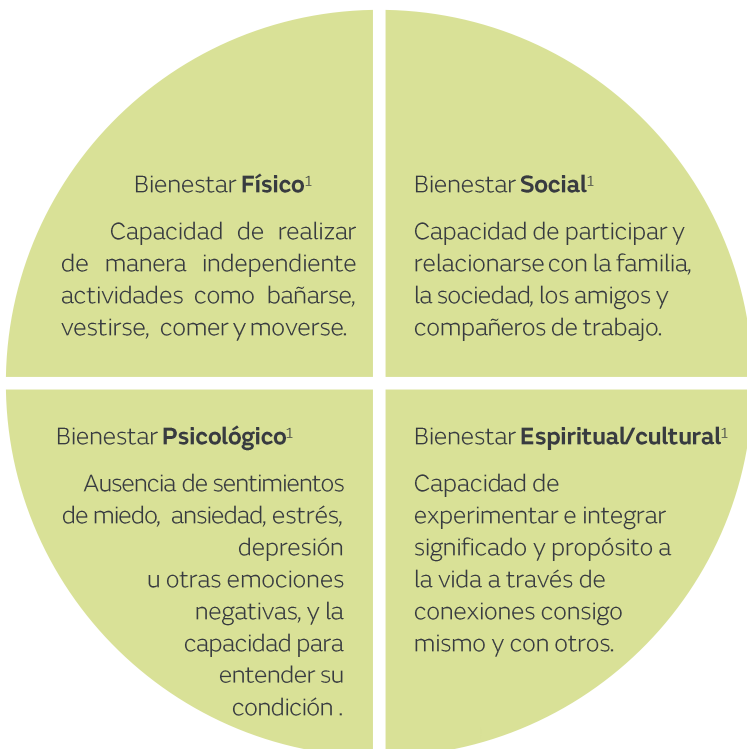 Bienestar Físico¹
Capacidad de realizar
de manera independiente
actividades como bañarse,
vestirse, comer y moverse.
Bienestar Social¹
Capacidad de participar y
relacionarse con la familia,
la sociedad, los amigos y
compañeros de trabajo.
Bienestar Psicológico¹
Ausencia de sentimientos
de miedo, ansiedad, estrés,
depresión
u otras emociones
negativas, y la
capacidad para
entender su
condición .
Bienestar Espiritual/cultural¹
Capacidad de
experimentar e integrar
significado y propósito a
la vida a través de
conexiones consigo
mismo y con otros.